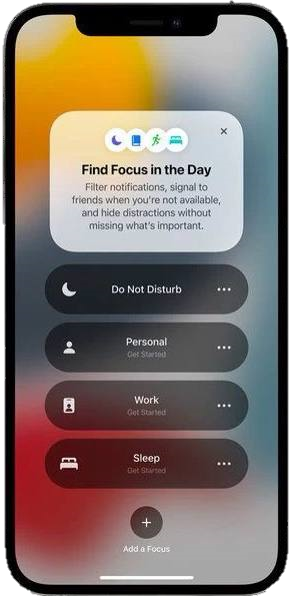 Find Focus in the Day
Filter notifications, signal to
friends when you're not available,
and hide distractions without
missing what's important.
Do Not Disturb
Personal
Get Started
Work
Get Started
Sleep
Get Started
Add a Focus